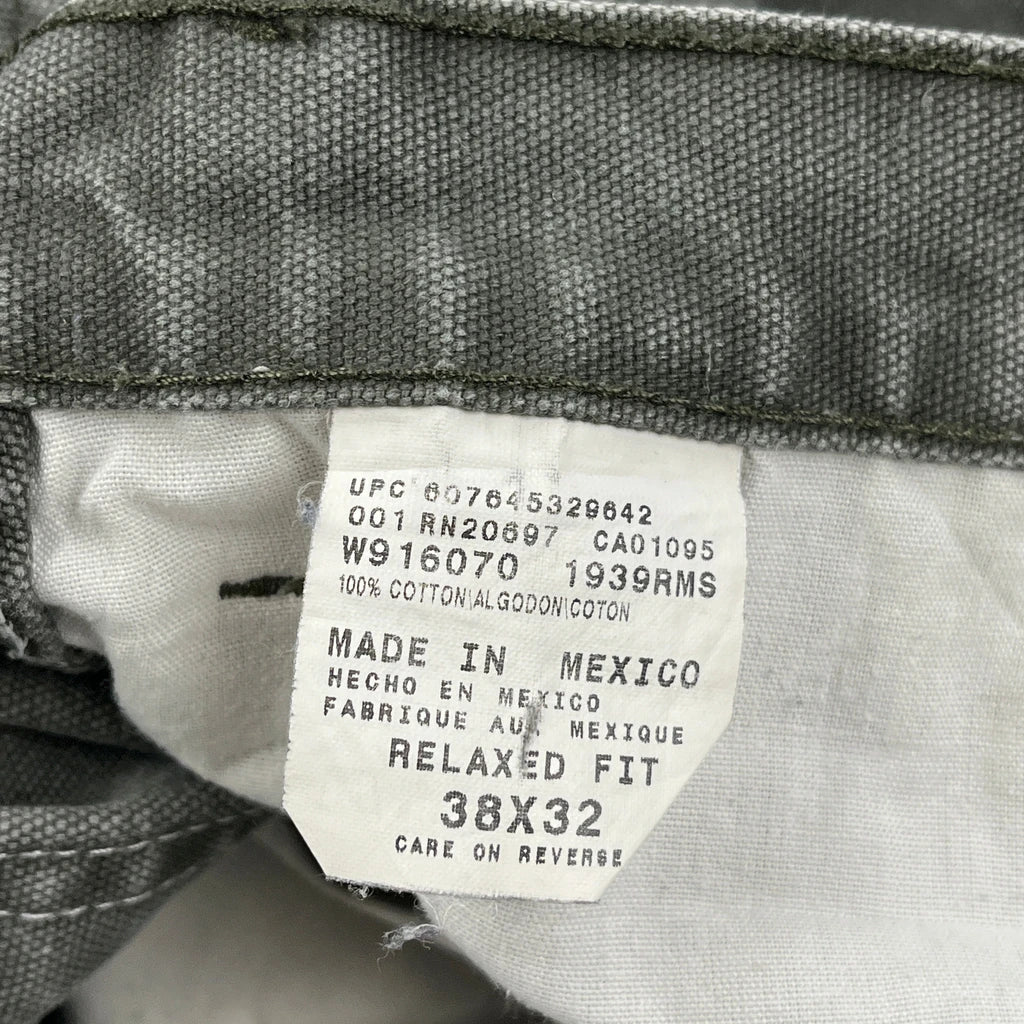 UPC 607645329642
001 RN20697 CA01095
W916070 1939RMS
100% COTTON\ALGODON\COTON
MADE IN MEXICO
HECHO EN MEXICO
FABRIQUE AUX MEXIQUE
RELAXED FIT
38X32
CARE ON REVERSE